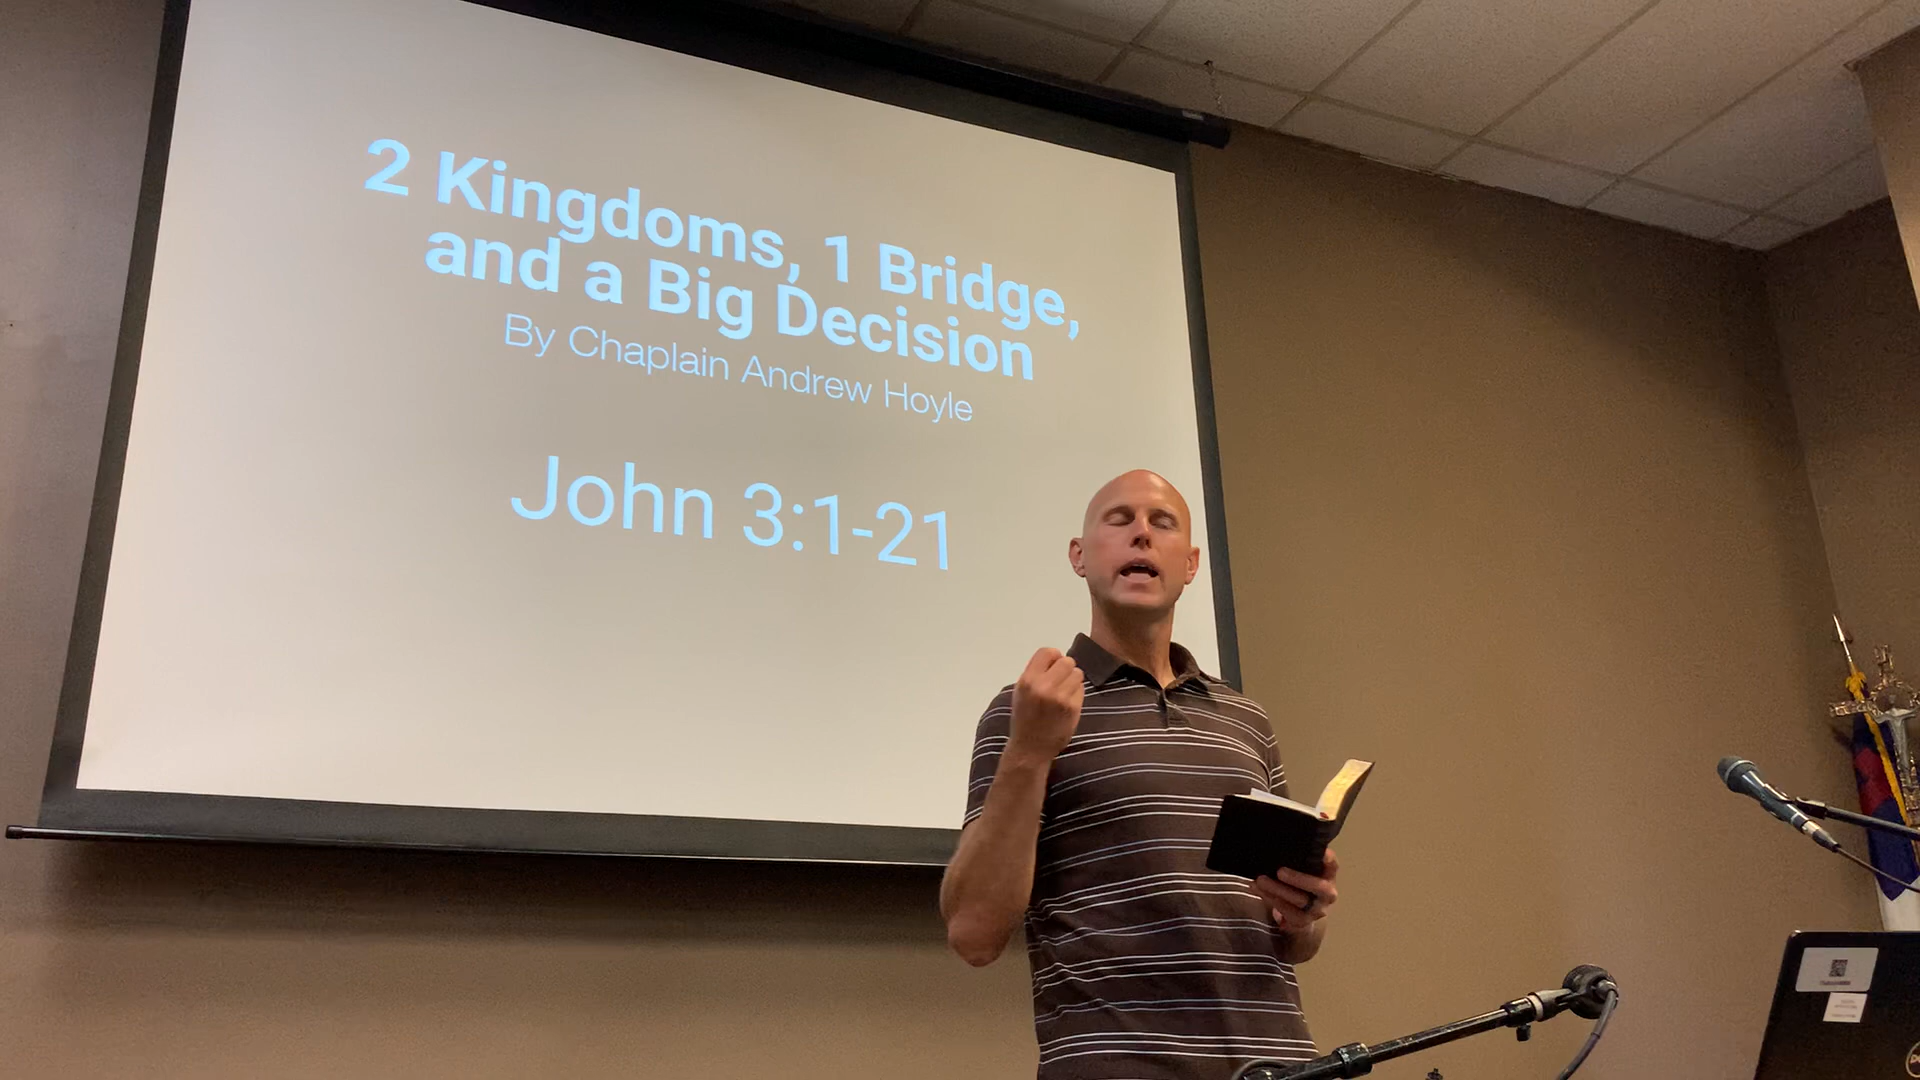 2 Kingdoms, 1 Bridge,
and a Big Decision
By Chaplain Andrew Hoyle
John 3:1-21